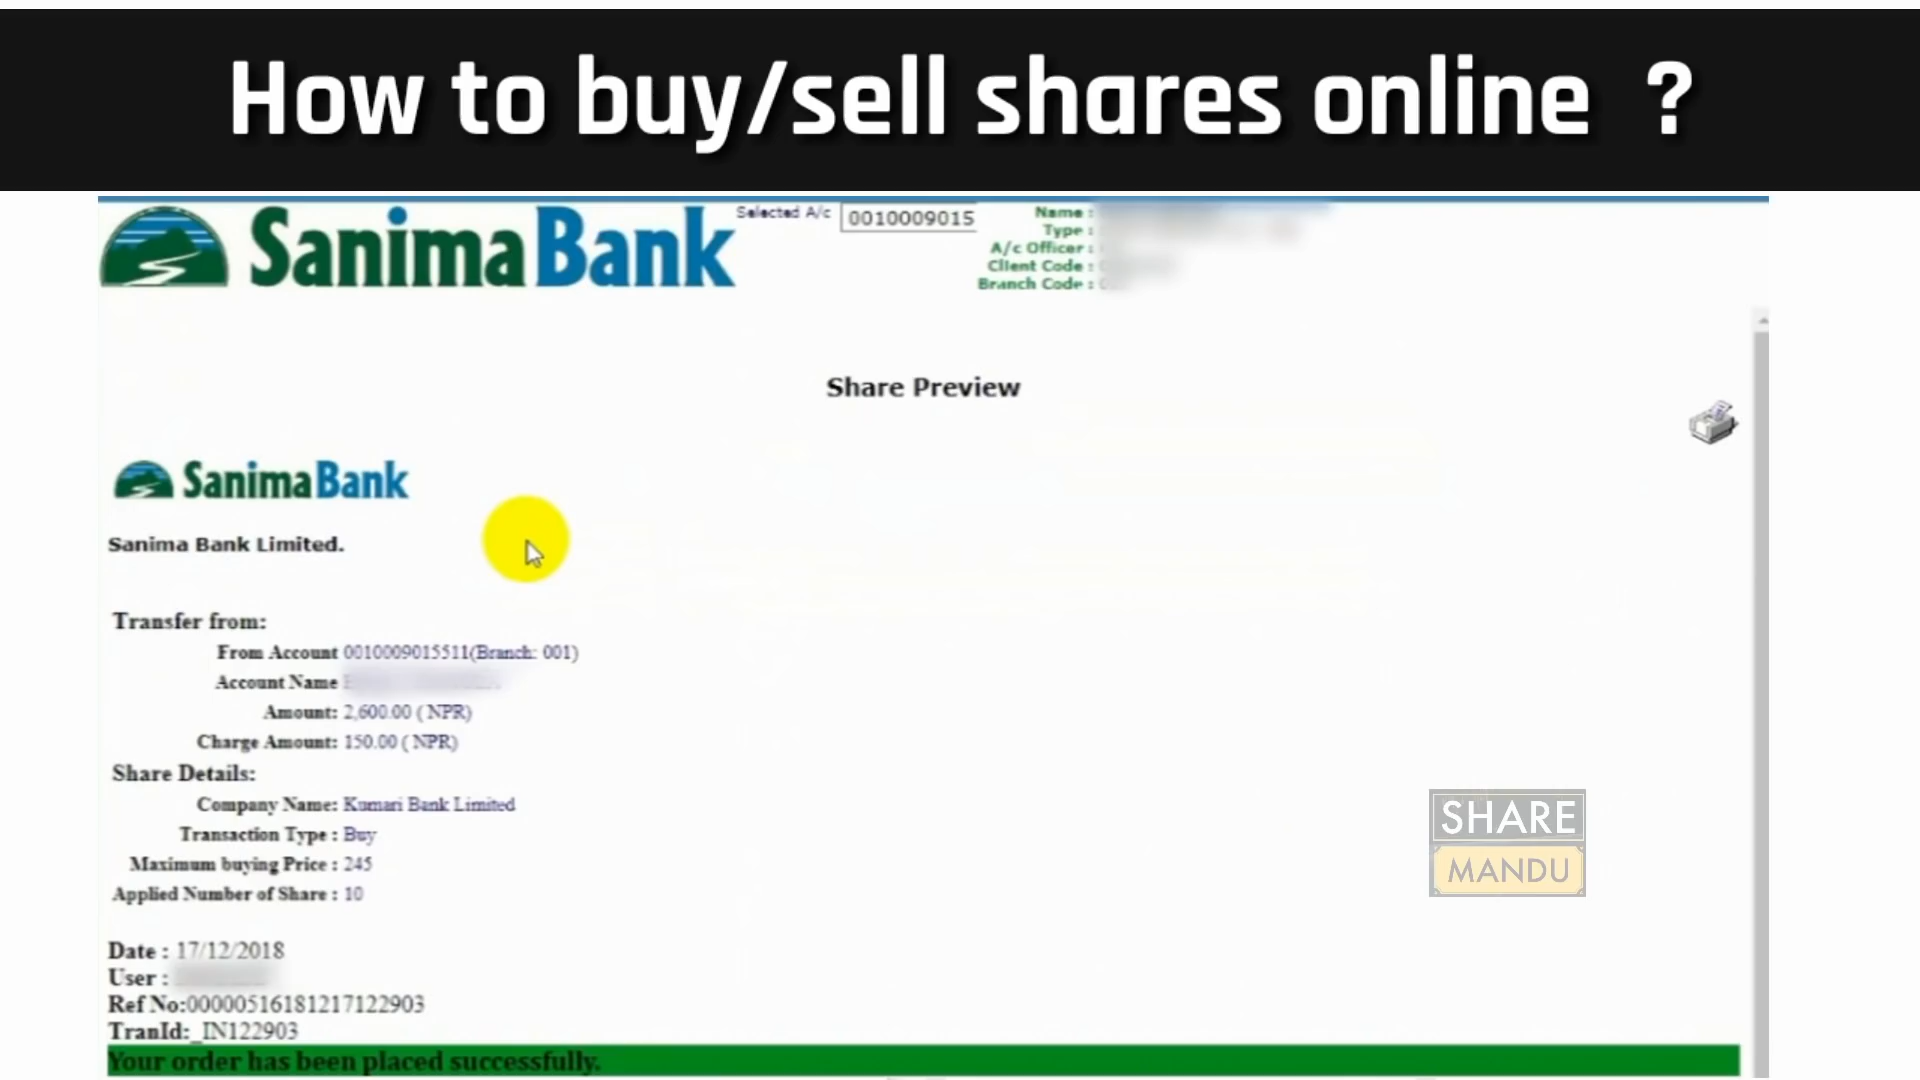 How to buy/sell shares online ?
SanimaBank
Selected A/c 0010009015
Name :
Type :
A/c Officer :
Client Code :
Branch Code :
Share Preview
SanimaBank
Sanima Bank Limited.
Transfer from:
From Account 0010009015511(Branch: 001)
Account Name
Amount: 2,600.00 ( NPR)
Charge Amount: 150.00 ( NPR)
Share Details:
Company Name: Kumari Bank Limited
Transaction Type : Buy
Maximum buying Price : 245
Applied Number of Share : 10
SHARE
MANDU
Date : 17/12/2018
User :
Ref No:00000516181217122903
TranId:_IN122903
Your order has been placed successfully.